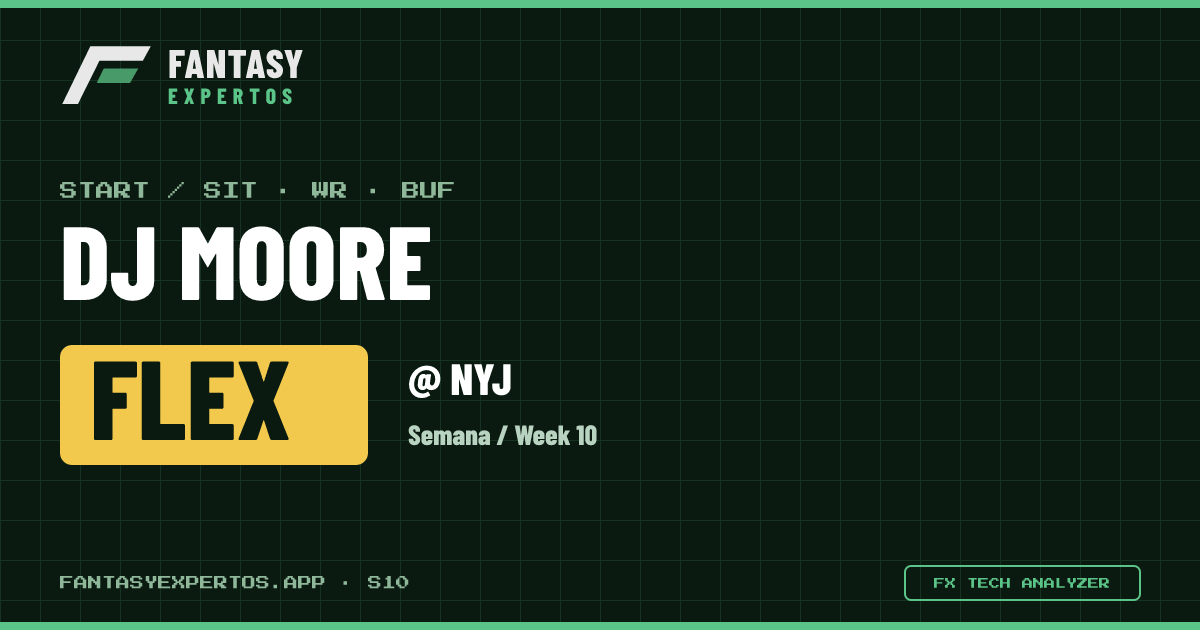 FANTASY
EXPERTOS
START / SIT · WR · BUF
DJ MOORE
FLEX
@ NYJ
Semana / Week 10
FANTASYEXPERTOS.APP · S10
FX TECH ANALYZER